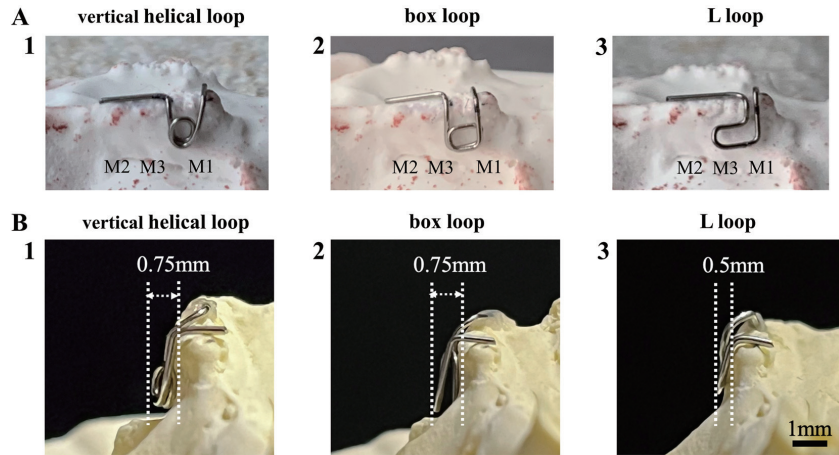 A
vertical helical loop
box loop
L loop
1
2
3
M2 M3 M1
M2 M3 M1
M2 M3 M1
B
vertical helical loop
box loop
L loop
1
2
3
0.75mm
0.75mm
0.5mm
1mm